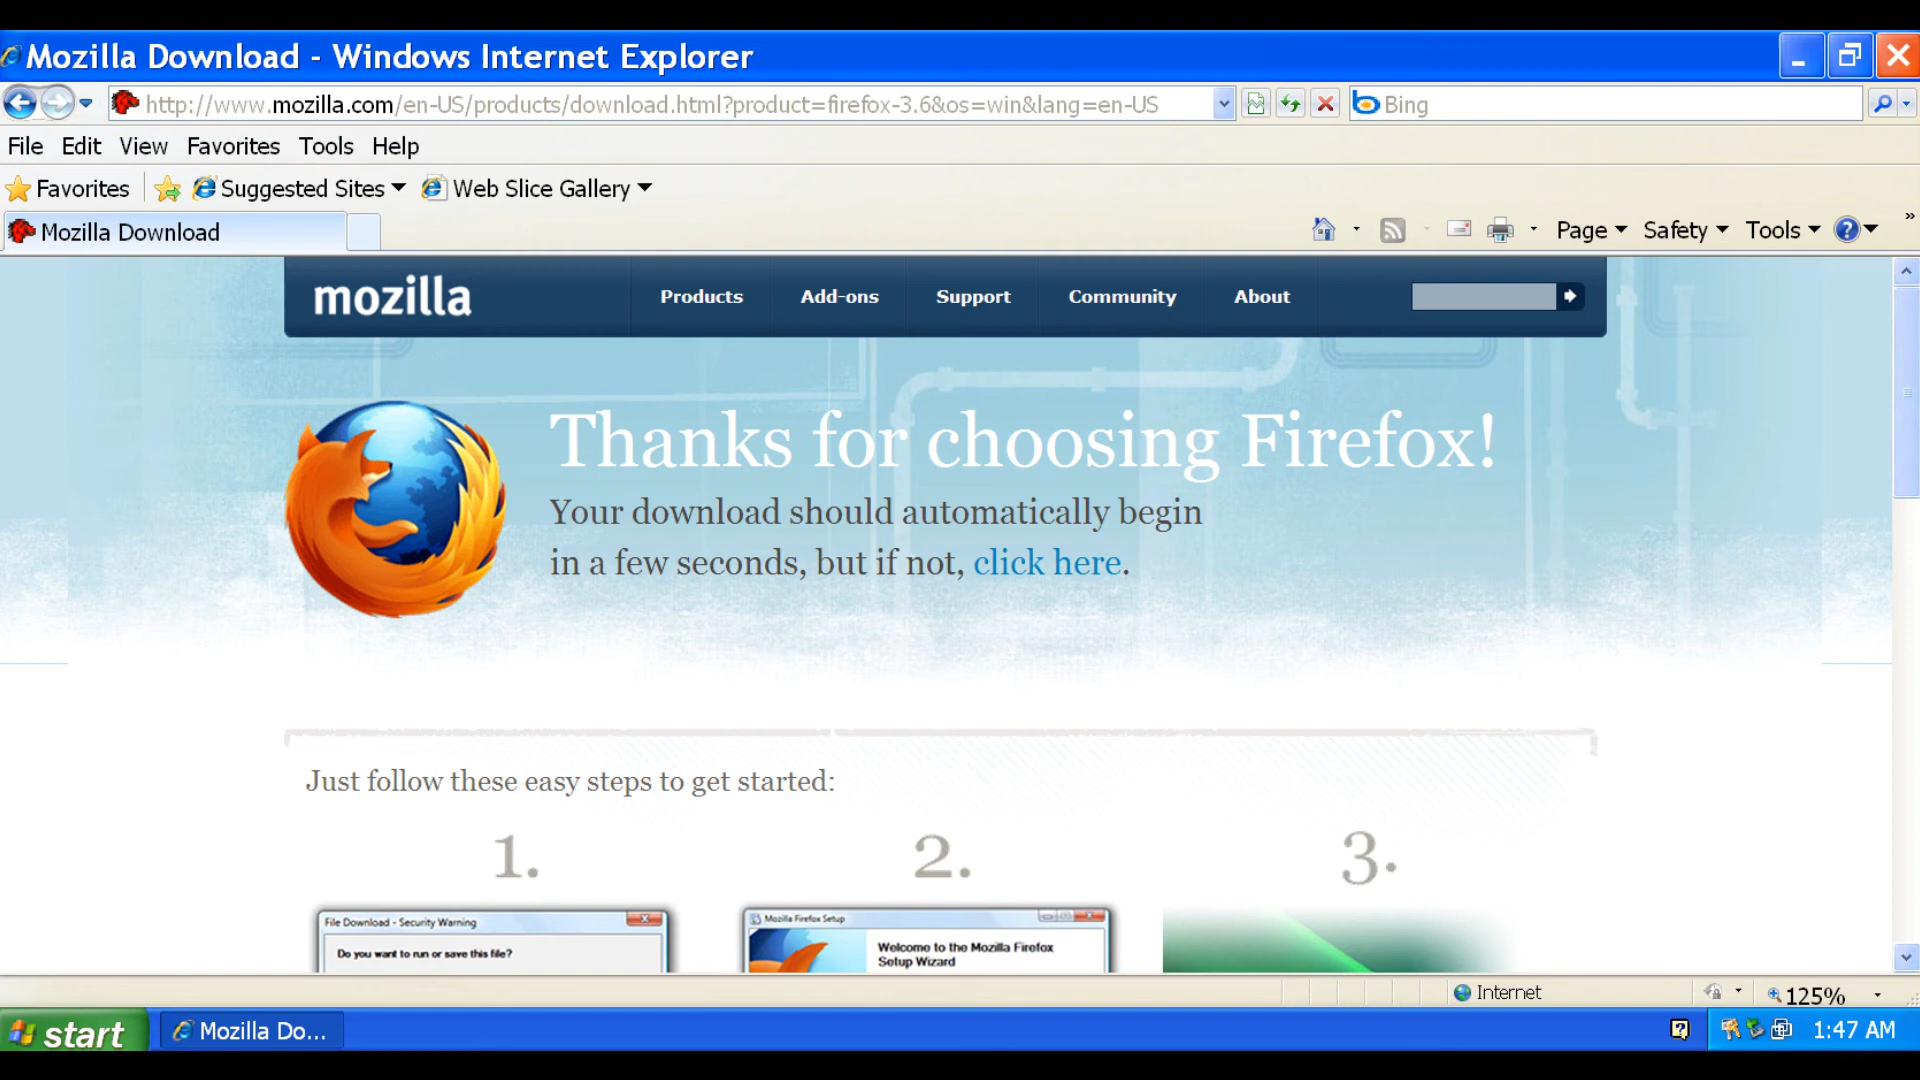 Mozilla Download - Windows Internet Explorer
http://www.mozilla.com/en-US/products/download.html?product=firefox-3.6&os=win&lang=en-US
Bing
File Edit View Favorites Tools Help
Favorites Suggested Sites Web Slice Gallery
Mozilla Download
Page Safety Tools
mozilla Products Add-ons Support Community About
Thanks for choosing Firefox!
Your download should automatically begin
in a few seconds, but if not, click here.
Just follow these easy steps to get started:
1. 2. 3.
File Download - Security Warning
Do you want to run or save this file?
Mozilla Firefox Setup
Welcome to the Mozilla Firefox
Setup Wizard
Internet 125%
start Mozilla Do... 1:47 AM